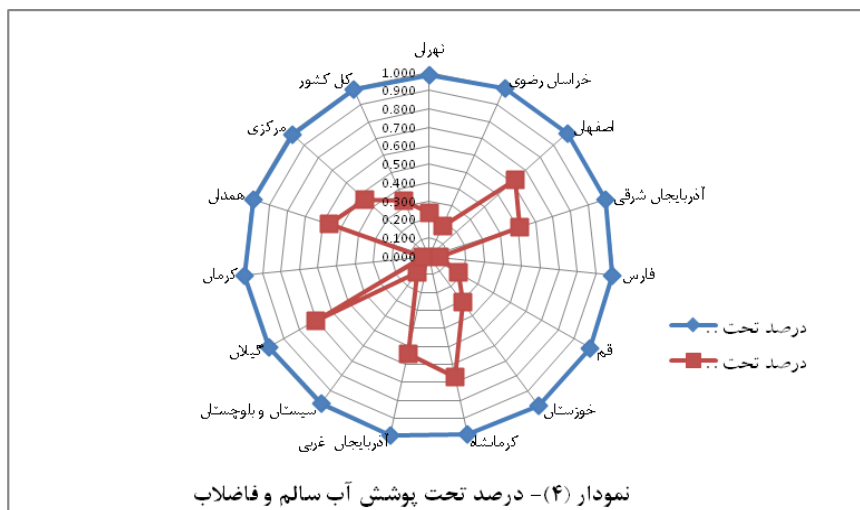 تهران
خراسان رضوی
اصفهان
آذربایجان شرقی
فارس
قم
خوزستان
کرمانشاه
آذربایجان غربی
سیستان و بلوچستان
گیلان
کرمان
همدان
مرکزی
کل کشور
1.000
0.900
0.800
0.700
0.600
0.500
0.400
0.300
0.200
0.100
0.000
درصد تحت ..
درصد تحت ..
نمودار (۴)- درصد تحت پوشش آب سالم و فاضلاب